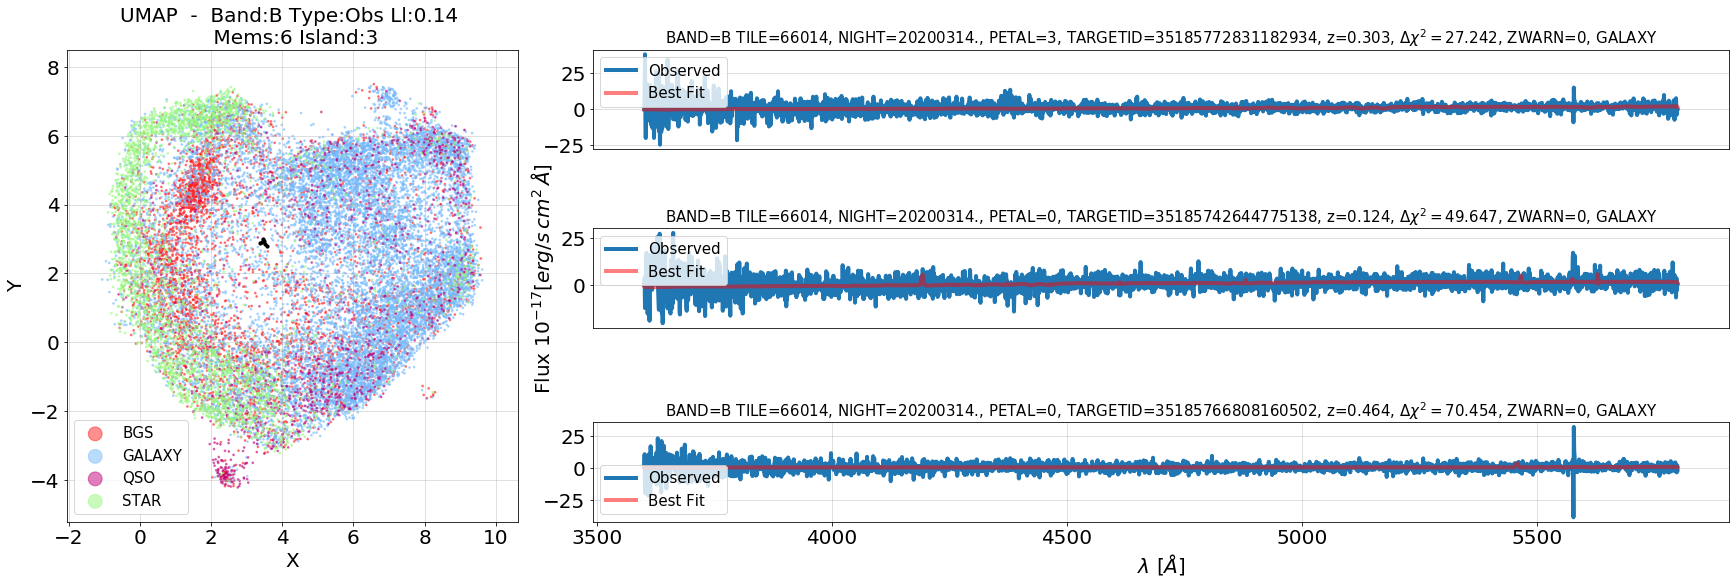 UMAP  -  Band:B Type:Obs Ll:0.14
Mems:6 Island:3
8
6
4
2
0
−2
−4
Y
BGS
GALAXY
QSO
STAR
−2 0 2 4 6 8 10
X
BAND=B TILE=66014, NIGHT=20200314., PETAL=3, TARGETID=35185772831182934, z=0.303, Δχ² = 27.242, ZWARN=0, GALAXY
25
0
−25
Observed
Best Fit
Flux 10⁻¹⁷[erg/s cm² Å]
BAND=B TILE=66014, NIGHT=20200314., PETAL=0, TARGETID=35185742644775138, z=0.124, Δχ² = 49.647, ZWARN=0, GALAXY
25
0
Observed
Best Fit
BAND=B TILE=66014, NIGHT=20200314., PETAL=0, TARGETID=35185766808160502, z=0.464, Δχ² = 70.454, ZWARN=0, GALAXY
25
0
−25
Observed
Best Fit
3500 4000 4500 5000 5500
λ [Å]